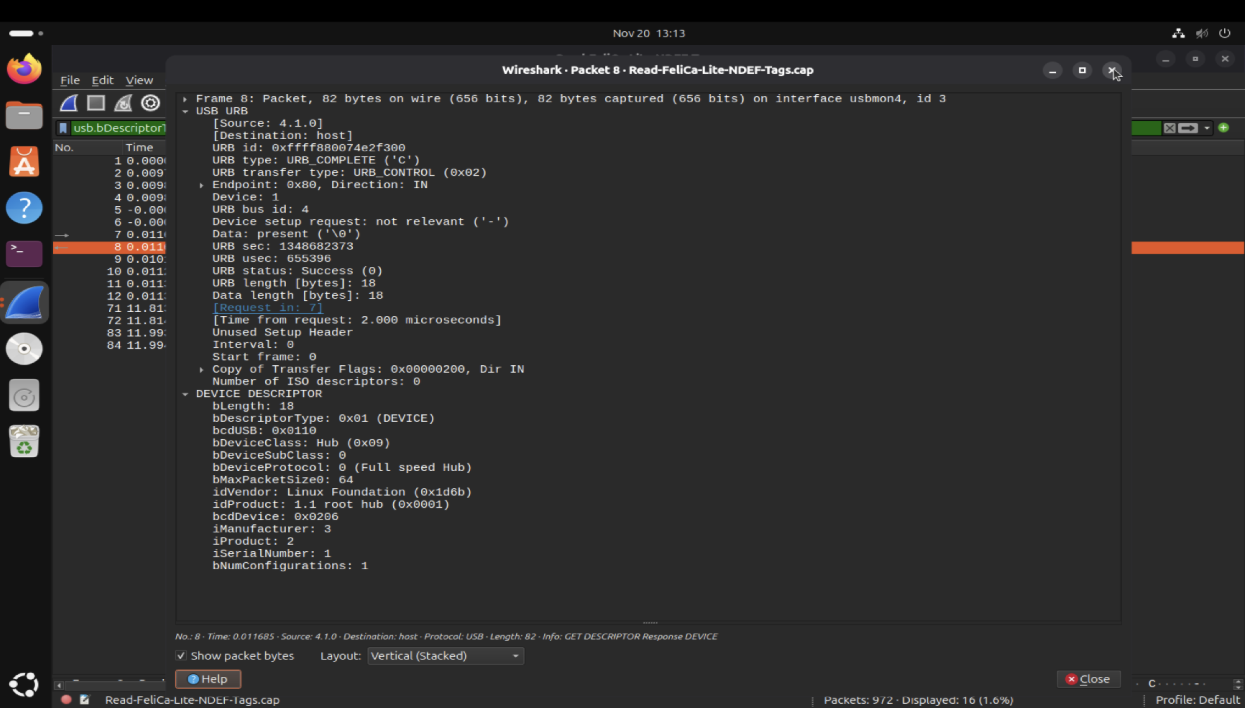 Nov 20 13:13
Wireshark · Packet 8 · Read-FeliCa-Lite-NDEF-Tags.cap
File Edit View
usb.bDescriptorT
No. Time
1 0.000
2 0.009
3 0.009
4 0.009
5 -0.00
6 -0.00
7 0.011
8 0.011
9 0.010
10 0.011
11 0.011
12 0.011
71 11.81
72 11.81
83 11.99
84 11.99
Frame 8: Packet, 82 bytes on wire (656 bits), 82 bytes captured (656 bits) on interface usbmon4, id 3
USB URB
[Source: 4.1.0]
[Destination: host]
URB id: 0xffff880074e2f300
URB type: URB_COMPLETE ('C')
URB transfer type: URB_CONTROL (0x02)
Endpoint: 0x80, Direction: IN
Device: 1
URB bus id: 4
Device setup request: not relevant ('-')
Data: present ('\0')
URB sec: 1348682373
URB usec: 655396
URB status: Success (0)
URB length [bytes]: 18
Data length [bytes]: 18
[Request in: 7]
[Time from request: 2.000 microseconds]
Unused Setup Header
Interval: 0
Start frame: 0
Copy of Transfer Flags: 0x00000200, Dir IN
Number of ISO descriptors: 0
DEVICE DESCRIPTOR
bLength: 18
bDescriptorType: 0x01 (DEVICE)
bcdUSB: 0x0110
bDeviceClass: Hub (0x09)
bDeviceSubClass: 0
bDeviceProtocol: 0 (Full speed Hub)
bMaxPacketSize0: 64
idVendor: Linux Foundation (0x1d6b)
idProduct: 1.1 root hub (0x0001)
bcdDevice: 0x0206
iManufacturer: 3
iProduct: 2
iSerialNumber: 1
bNumConfigurations: 1
No.: 8 · Time: 0.011685 · Source: 4.1.0 · Destination: host · Protocol: USB · Length: 82 · Info: GET DESCRIPTOR Response DEVICE
Show packet bytes Layout: Vertical (Stacked)
Help Close
Read-FeliCa-Lite-NDEF-Tags.cap Packets: 972 · Displayed: 16 (1.6%) Profile: Default